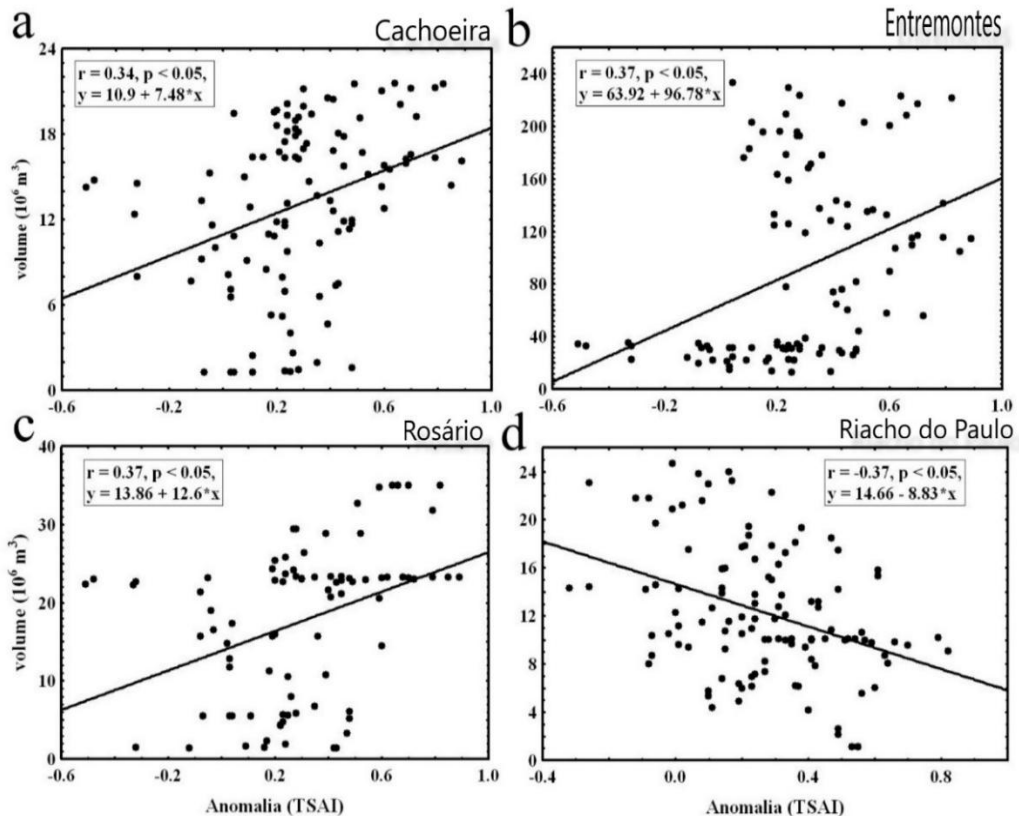 a
Cachoeira
r = 0.34, p < 0.05,
y = 10.9 + 7.48*x
volume (10⁶ m³)
24
18
12
6
0
-0.6 -0.2 0.2 0.6 1.0
b
Entremontes
r = 0.37, p < 0.05,
y = 63.92 + 96.78*x
240
200
160
120
80
40
0
-0.6 -0.2 0.2 0.6 1.0
c
Rosário
r = 0.37, p < 0.05,
y = 13.86 + 12.6*x
volume (10⁶ m³)
40
30
20
10
0
-0.6 -0.2 0.2 0.6 1.0
Anomalia (TSAI)
d
Riacho do Paulo
r = -0.37, p < 0.05,
y = 14.66 - 8.83*x
26
24
20
16
12
8
4
0
-0.4 0.0 0.4 0.8
Anomalia (TSAI)